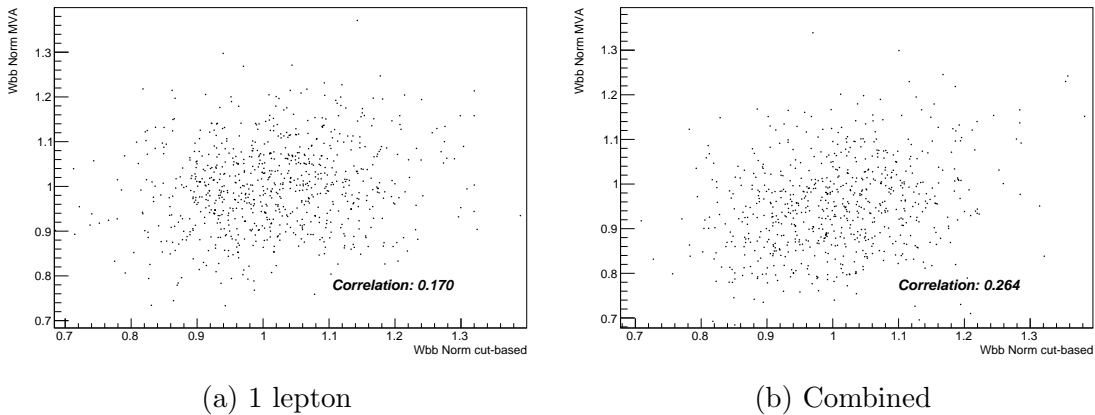 Wbb Norm MVA
1.3
1.2
1.1
1
0.9
0.8
0.7
Correlation: 0.170
0.7 0.8 0.9 1 1.1 1.2 1.3
Wbb Norm cut-based
(a) 1 lepton
Wbb Norm MVA
1.3
1.2
1.1
1
0.9
0.8
0.7
Correlation: 0.264
0.7 0.8 0.9 1 1.1 1.2 1.3
Wbb Norm cut-based
(b) Combined